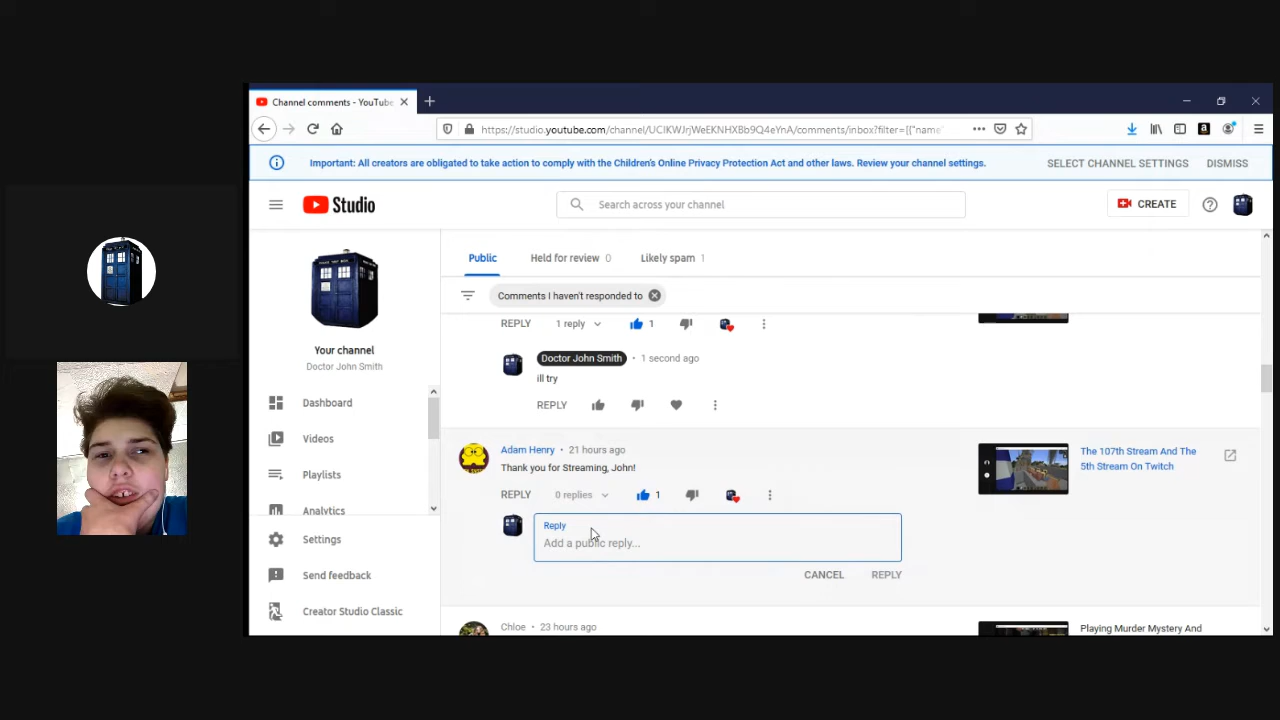 Channel comments - YouTube
https://studio.youtube.com/channel/UCIKWJrjWeEKNHXBb9Q4eYnA/comments/inbox?filter=[{"name"
Important: All creators are obligated to take action to comply with the Children's Online Privacy Protection Act and other laws. Review your channel settings.
SELECT CHANNEL SETTINGS
DISMISS
Studio
Search across your channel
CREATE
Your channel
Doctor John Smith
Dashboard
Videos
Playlists
Analytics
Settings
Send feedback
Creator Studio Classic
Public
Held for review 0
Likely spam 1
Comments I haven't responded to
REPLY 1 reply 1
Doctor John Smith • 1 second ago
ill try
REPLY
Adam Henry • 21 hours ago
Thank you for Streaming, John!
REPLY 0 replies 1
The 107th Stream And The
5th Stream On Twitch
Reply
Add a public reply...
CANCEL REPLY
Chloe • 23 hours ago
Playing Murder Mystery And